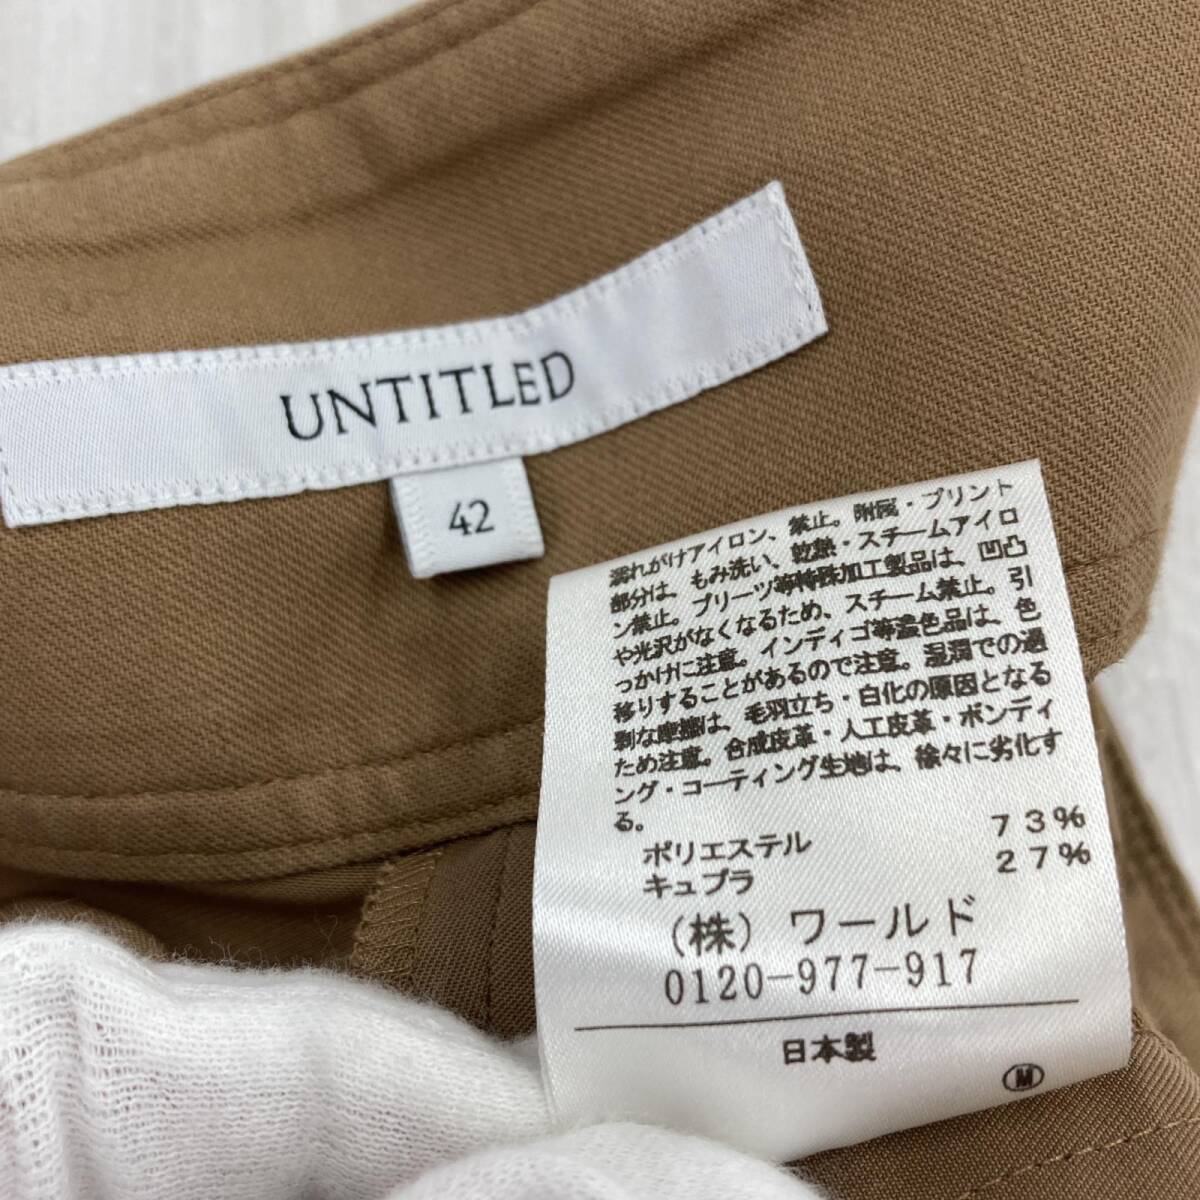 UNTITLED
42
濡れがけアイロン、禁止。附属・プリント
部分は、もみ洗い、乾熱・スチームアイロ
ン禁止。プリーツ等特殊加工製品は、凹凸
や光沢がなくなるため、スチーム禁止。引
っかけに注意。インディゴ等濃色品は、色
移りすることがあるので注意。湿潤での過
剰な摩擦は、毛羽立ち・白化の原因となる
ため注意。合成皮革・人工皮革・ボンディ
ング・コーティング生地は、徐々に劣化す
る。
ポリエステル 73%
キュプラ 27%
(株) ワールド
0120-977-917
日本製
M